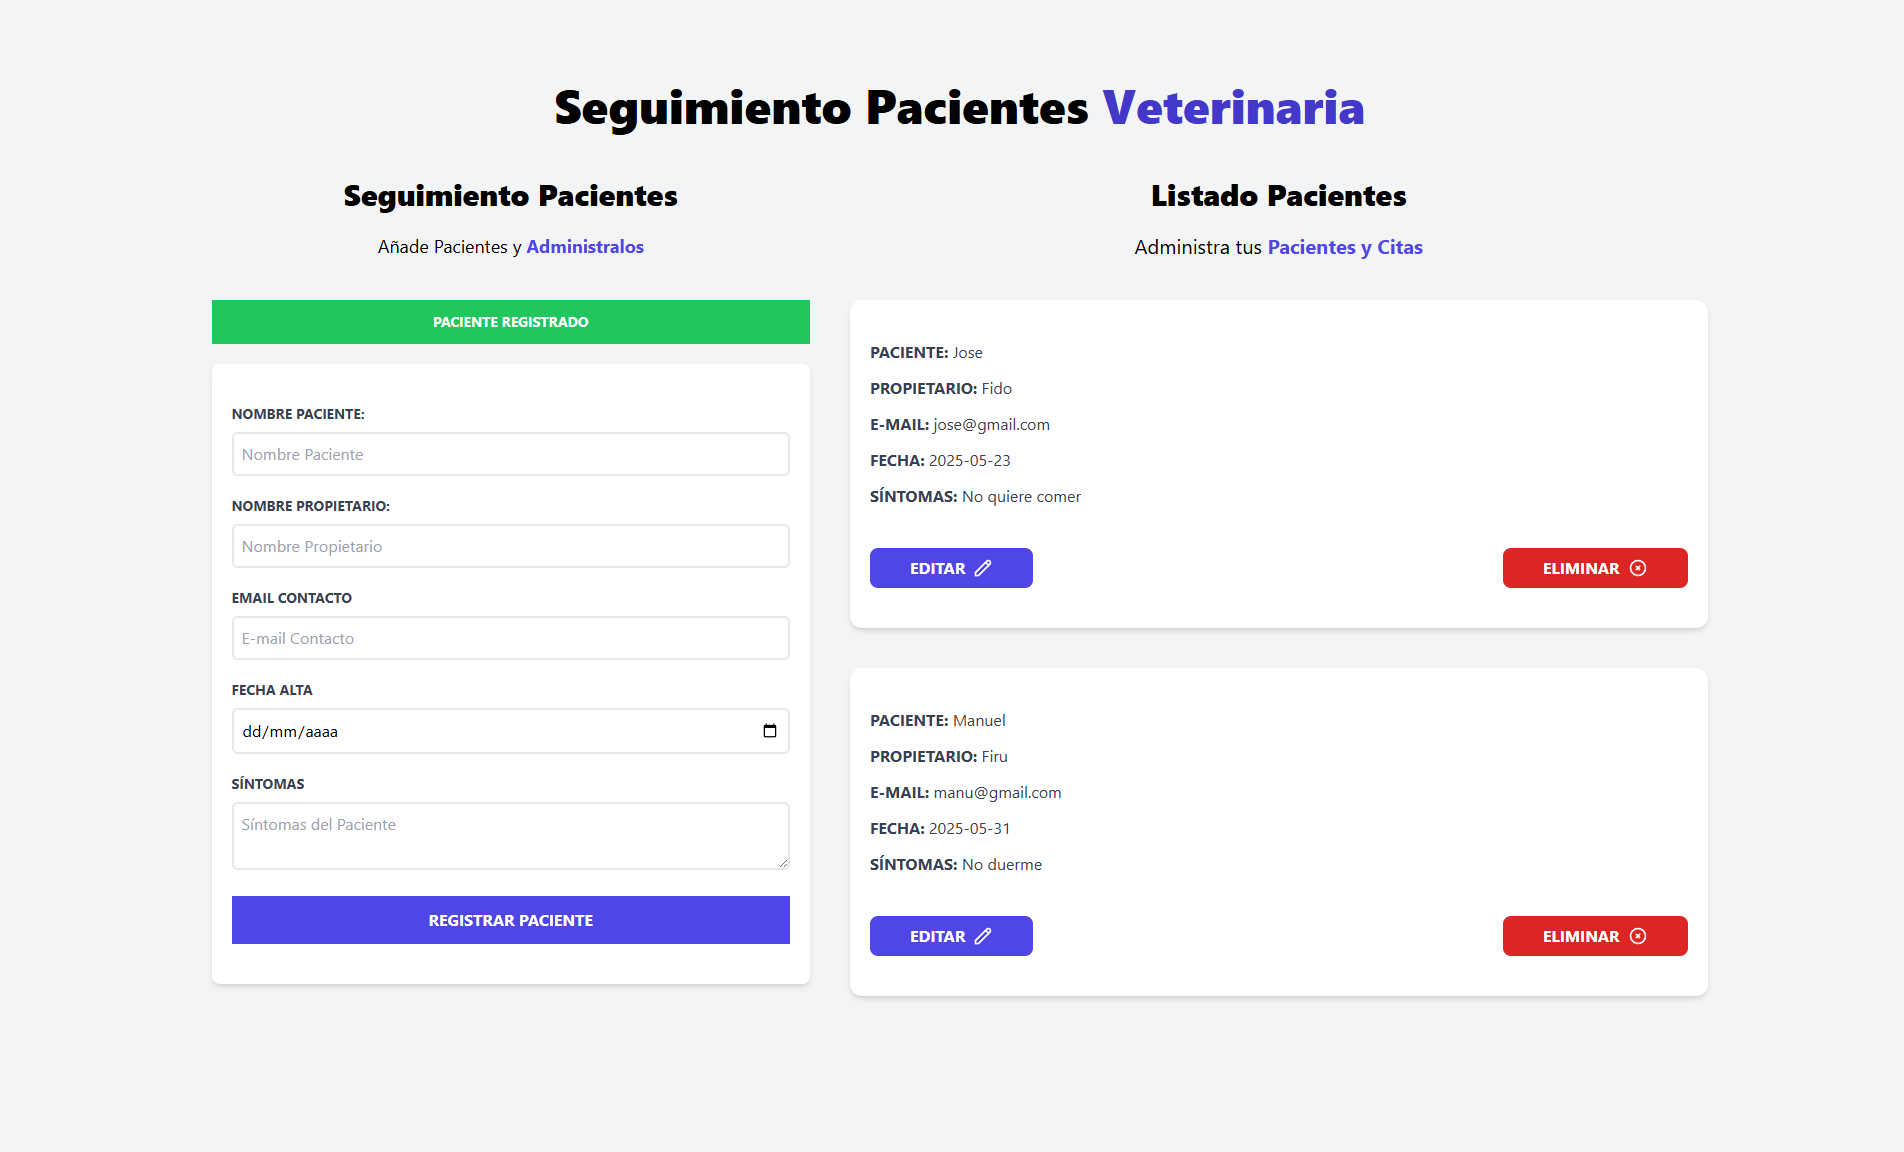 Seguimiento Pacientes Veterinaria
Seguimiento Pacientes
Añade Pacientes y Administralos
PACIENTE REGISTRADO
NOMBRE PACIENTE:
Nombre Paciente
NOMBRE PROPIETARIO:
Nombre Propietario
EMAIL CONTACTO
E-mail Contacto
FECHA ALTA
dd/mm/aaaa
SÍNTOMAS
Síntomas del Paciente
REGISTRAR PACIENTE
Listado Pacientes
Administra tus Pacientes y Citas
PACIENTE: Jose
PROPIETARIO: Fido
E-MAIL: jose@gmail.com
FECHA: 2025-05-23
SÍNTOMAS: No quiere comer
EDITAR
ELIMINAR
PACIENTE: Manuel
PROPIETARIO: Firu
E-MAIL: manu@gmail.com
FECHA: 2025-05-31
SÍNTOMAS: No duerme
EDITAR
ELIMINAR